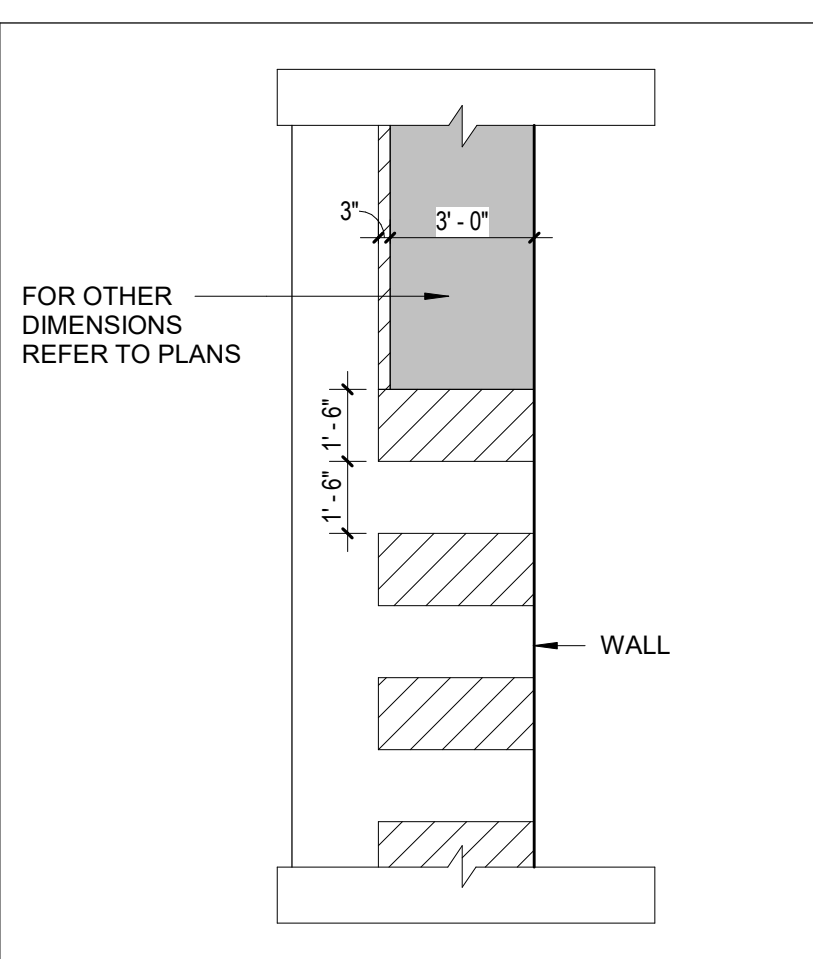 3"
3' - 0"
FOR OTHER
DIMENSIONS
REFER TO PLANS
1' - 6"
1' - 6"
WALL